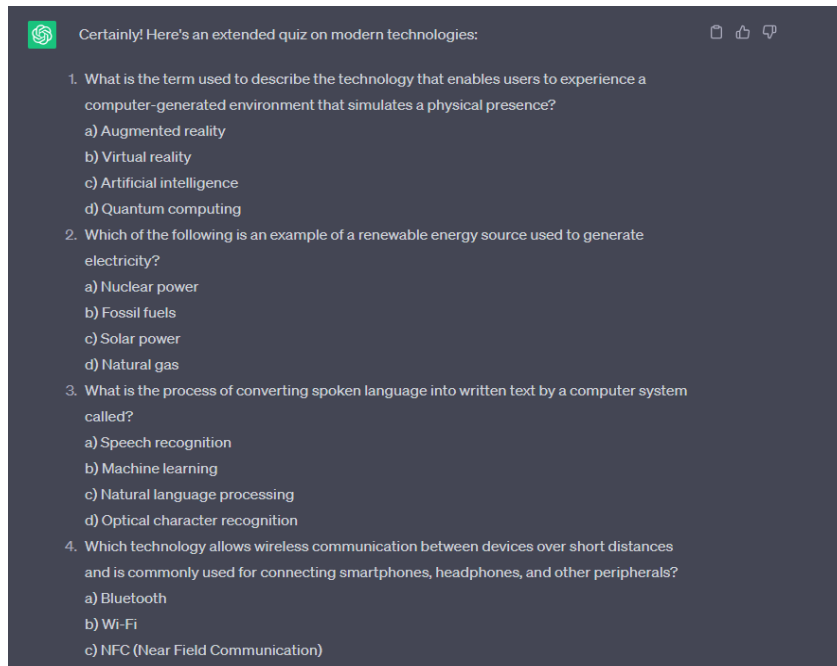 Certainly! Here's an extended quiz on modern technologies:
1. What is the term used to describe the technology that enables users to experience a
computer-generated environment that simulates a physical presence?
a) Augmented reality
b) Virtual reality
c) Artificial intelligence
d) Quantum computing
2. Which of the following is an example of a renewable energy source used to generate
electricity?
a) Nuclear power
b) Fossil fuels
c) Solar power
d) Natural gas
3. What is the process of converting spoken language into written text by a computer system
called?
a) Speech recognition
b) Machine learning
c) Natural language processing
d) Optical character recognition
4. Which technology allows wireless communication between devices over short distances
and is commonly used for connecting smartphones, headphones, and other peripherals?
a) Bluetooth
b) Wi-Fi
c) NFC (Near Field Communication)